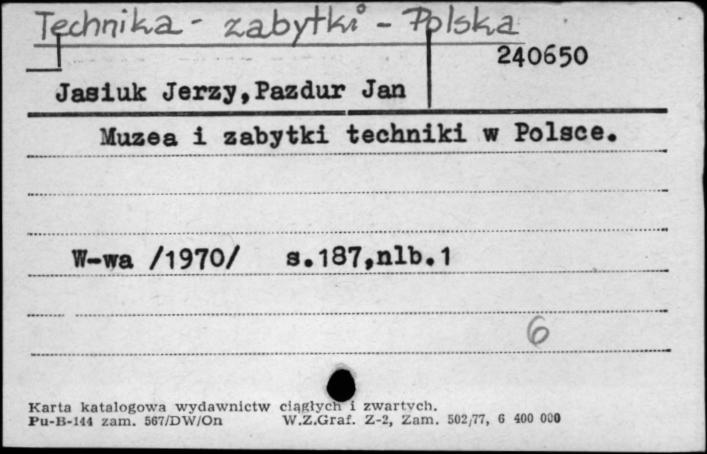 Technika - zabytki - Polska
240650
Jasiuk Jerzy,Pazdur Jan
Muzea i zabytki techniki w Polsce.
W-wa /1970/ s.187,nlb.1
6
Karta katalogowa wydawnictw ciągłych i zwartych.
Pu-B-144 zam. 567/DW/On W.Z.Graf. Z-2, Zam. 502/77, 6 400 000